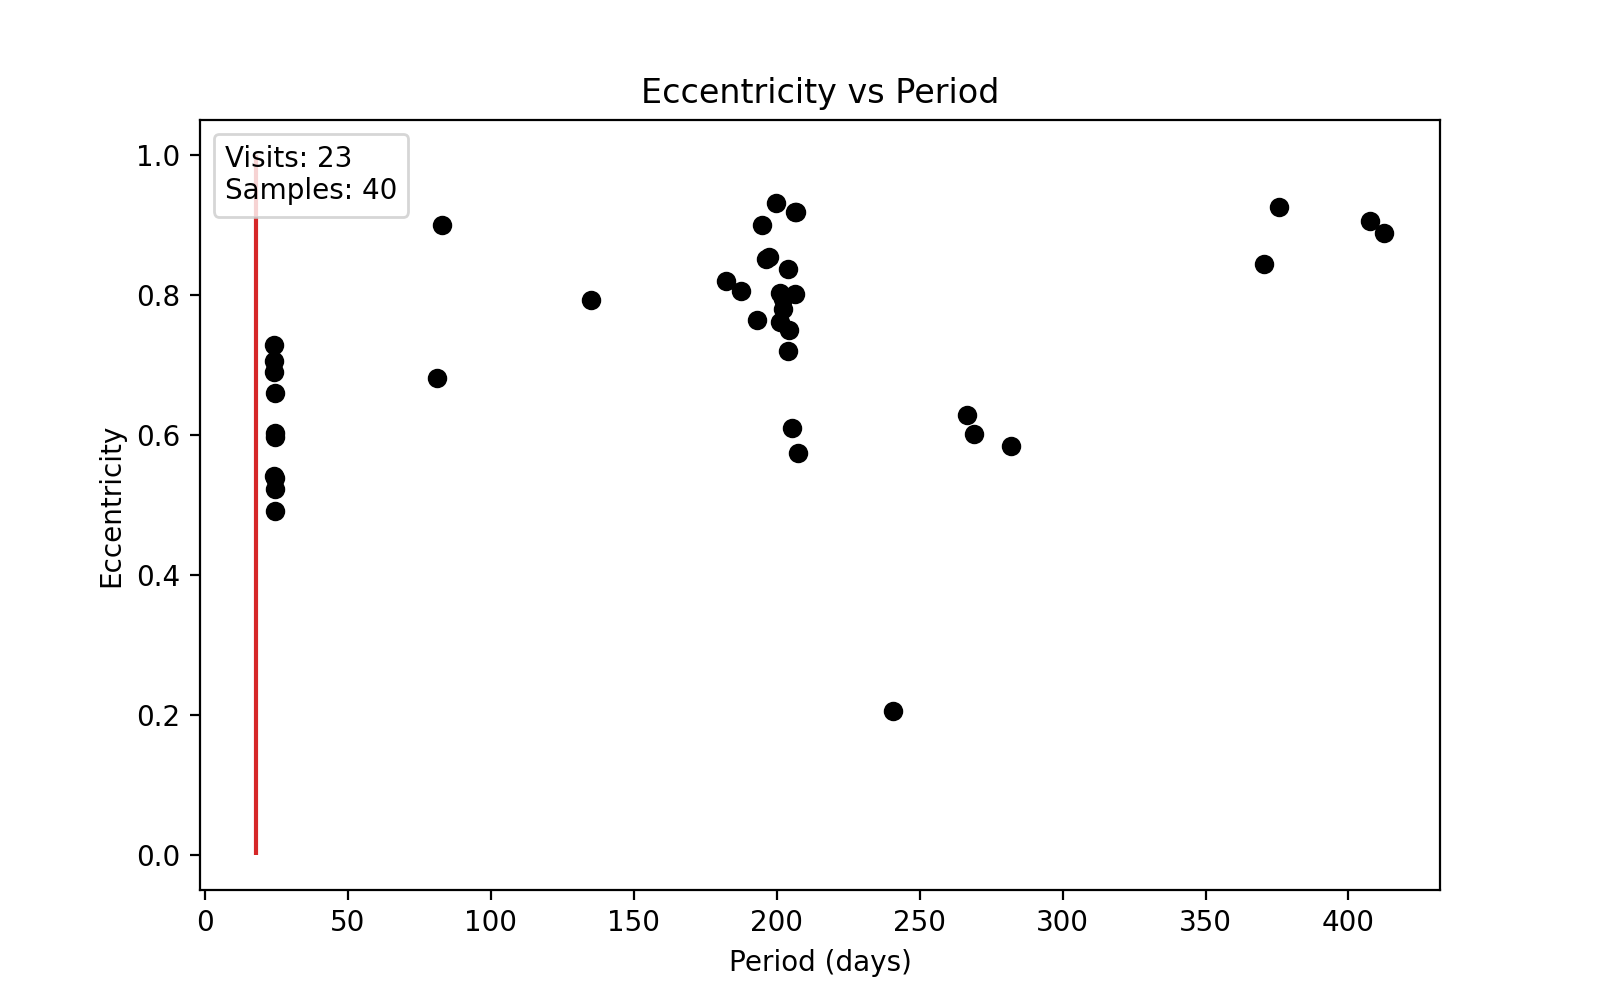 Eccentricity vs Period
Visits: 23
Samples: 40
Eccentricity
1.0
0.8
0.6
0.4
0.2
0.0
0 50 100 150 200 250 300 350 400
Period (days)